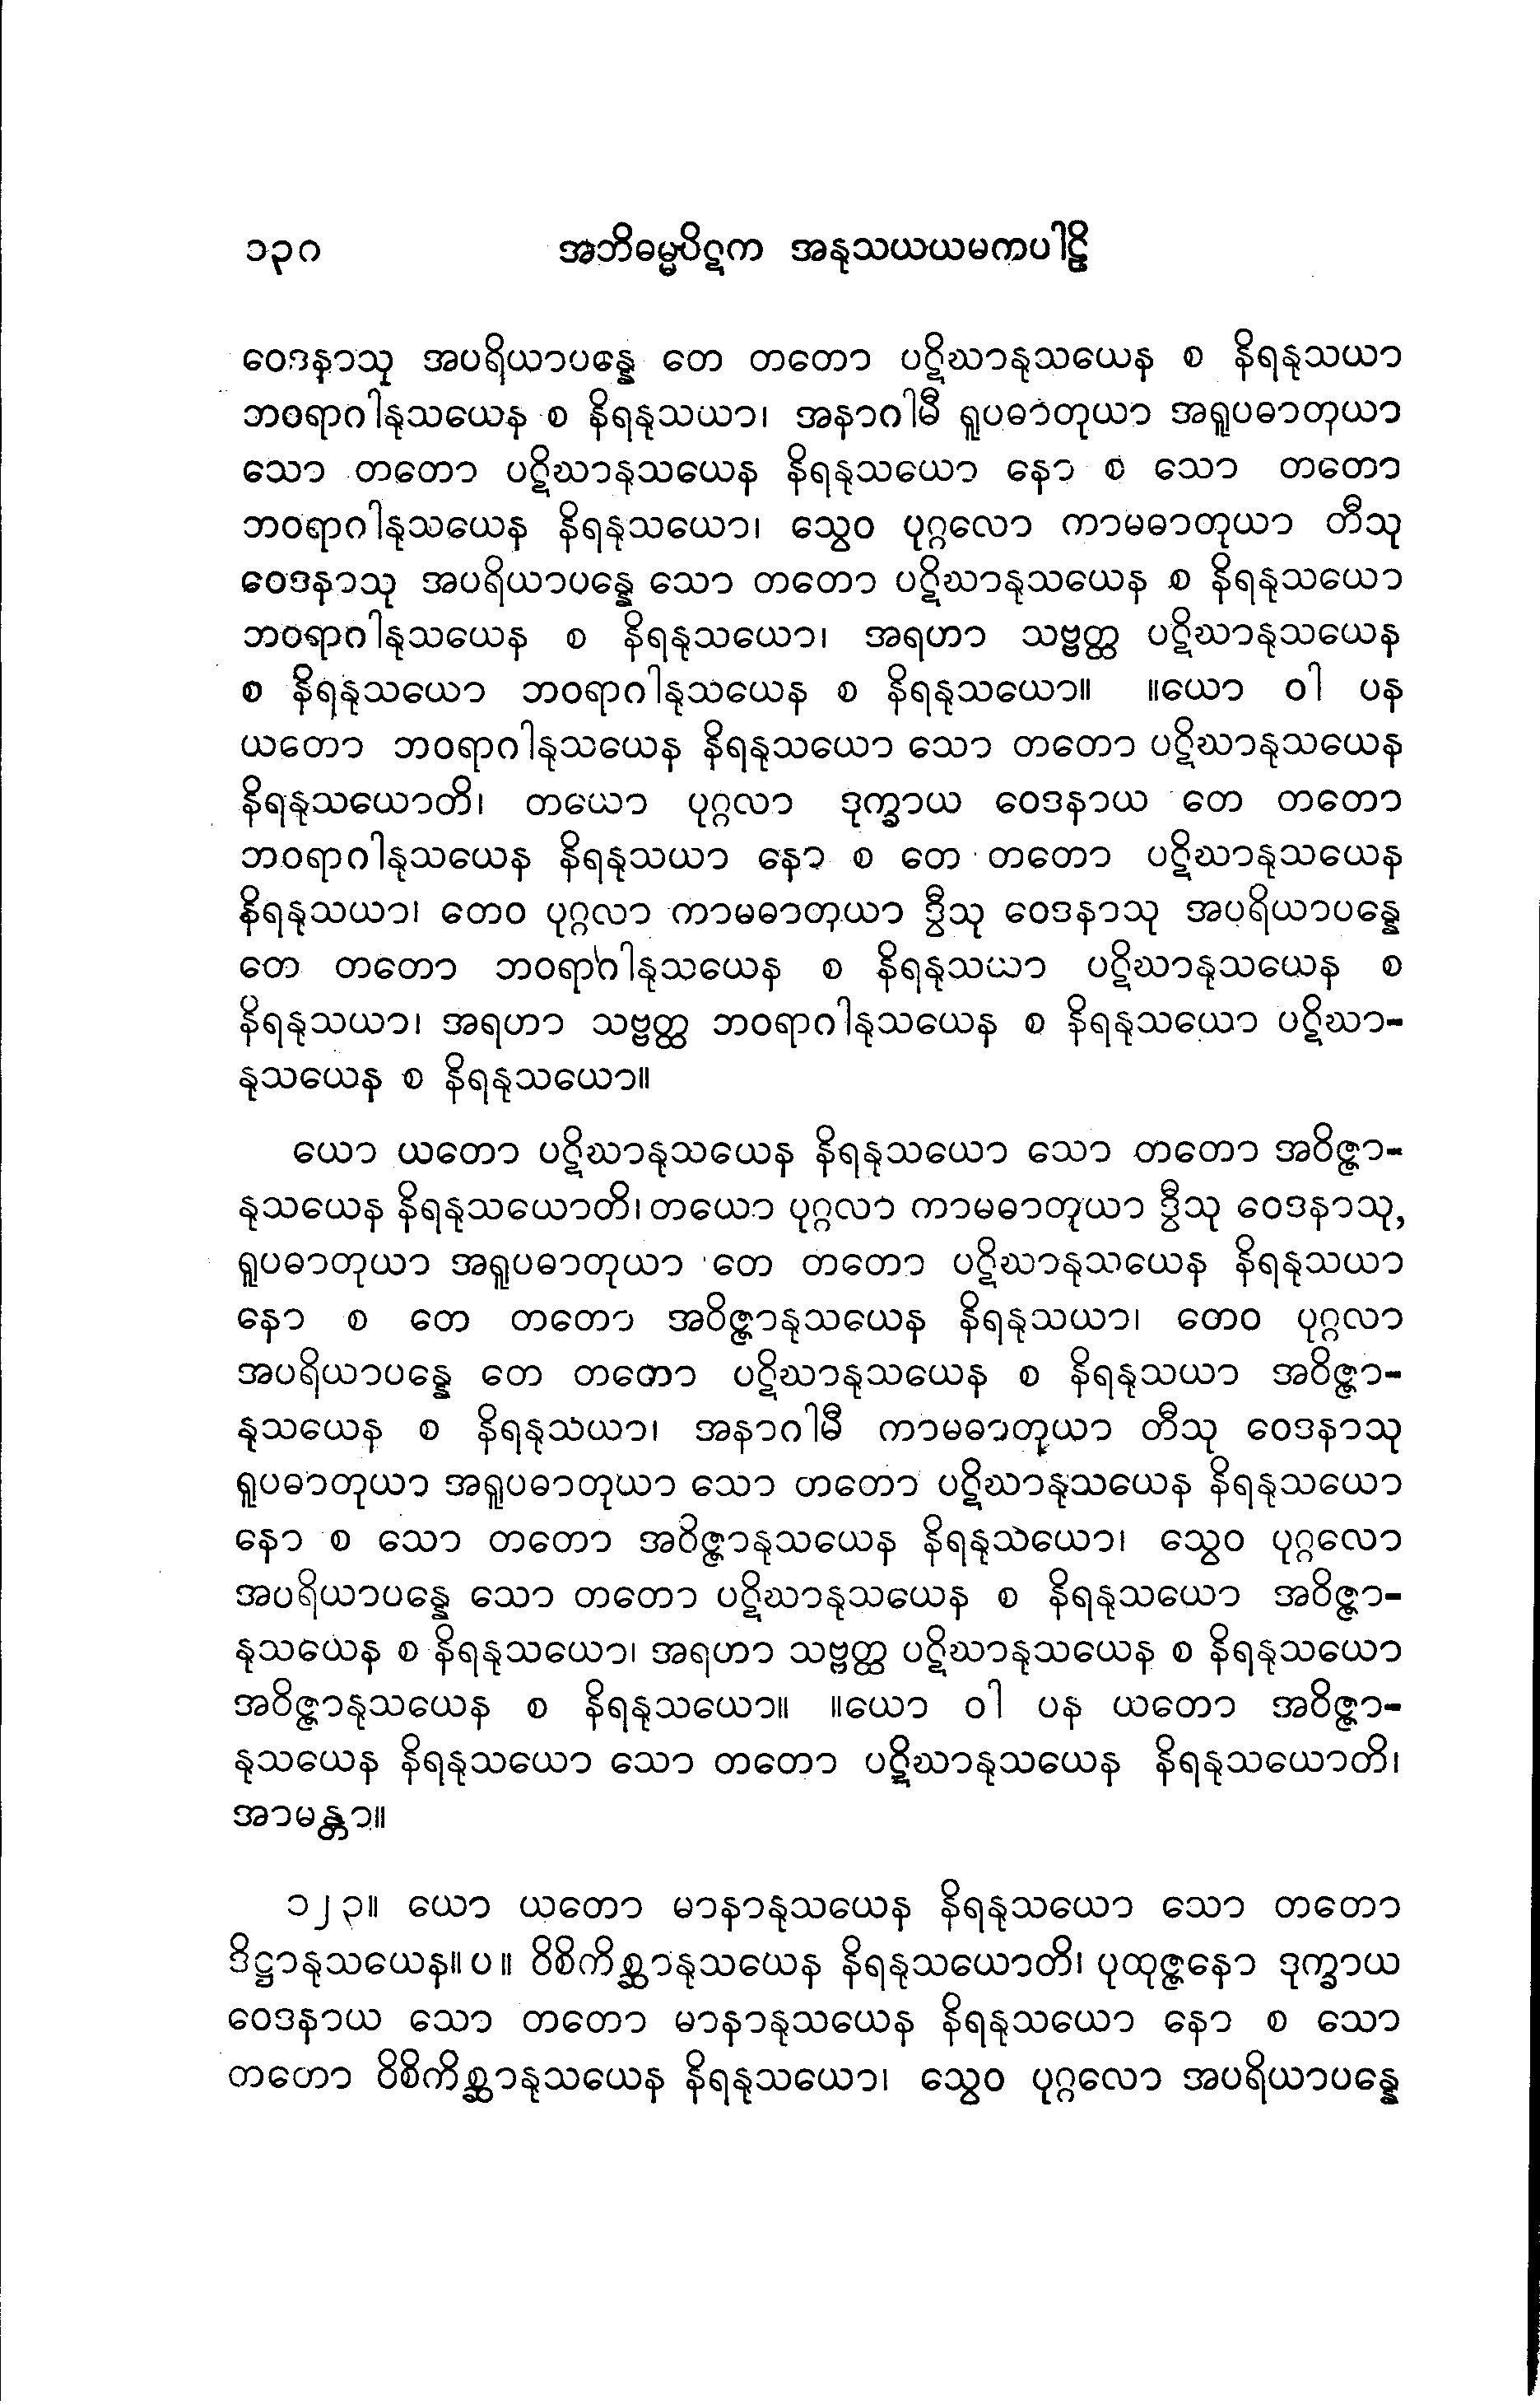 ၁၃၀ အဘိဓမ္မပိဋက အနုသယယမကပါဠိ
ဝေဒနာသု အပရိယာပန္နေ တေ တတော ပဋိဃာနုသယေန စ နိရနုသယာ
ဘဝရာဂါနုသယေန စ နိရနုသယာ၊ အနာဂါမီ ရူပဓာတုယာ အရူပဓာတုယာ
သော တတော ပဋိဃာနုသယေန နိရနုသယော နော စ သော တတော
ဘဝရာဂါနုသယေန နိရနုသယော၊ သွေဝ ပုဂ္ဂလော ကာမဓာတုယာ တီသု
ဝေဒနာသု အပရိယာပန္နေ သော တတော ပဋိဃာနုသယေန စ နိရနုသယော
ဘဝရာဂါနုသယေန စ နိရနုသယော၊ အရဟာ သဗ္ဗတ္ထ ပဋိဃာနုသယေန
စ နိရနုသယော ဘဝရာဂါနုသယေန စ နိရနုသယော။ ။ယော ဝါ ပန
ယတော ဘဝရာဂါနုသယေန နိရနုသယော သော တတော ပဋိဃာနုသယေန
နိရနုသယောတိ၊ တယော ပုဂ္ဂလာ ဒုက္ခာယ ဝေဒနာယ တေ တတော
ဘဝရာဂါနုသယေန နိရနုသယာ နော စ တေ တတော ပဋိဃာနုသယေန
နိရနုသယာ၊ တေဝ ပုဂ္ဂလာ ကာမဓာတုယာ ဒွီသု ဝေဒနာသု အပရိယာပန္နေ
တေ တတော ဘဝရာဂါနုသယေန စ နိရနုသယာ ပဋိဃာနုသယေန စ
နိရနုသယာ၊ အရဟာ သဗ္ဗတ္ထ ဘဝရာဂါနုသယေန စ နိရနုသယော ပဋိဃာ-
နုသယေန စ နိရနုသယော။
ယော ယတော ပဋိဃာနုသယေန နိရနုသယော သော တတော အဝိဇ္ဇာ-
နုသယေန နိရနုသယောတိ၊ တယော ပုဂ္ဂလာ ကာမဓာတုယာ ဒွီသု ဝေဒနာသု,
ရူပဓာတုယာ အရူပဓာတုယာ တေ တတော ပဋိဃာနုသယေန နိရနုသယာ
နော စ တေ တတော အဝိဇ္ဇာနုသယေန နိရနုသယာ၊ တေဝ ပုဂ္ဂလာ
အပရိယာပန္နေ တေ တတော ပဋိဃာနုသယေန စ နိရနုသယာ အဝိဇ္ဇာ-
နုသယေန စ နိရနုသယာ၊ အနာဂါမီ ကာမဓာတုယာ တီသု ဝေဒနာသု
ရူပဓာတုယာ အရူပဓာတုယာ သော တတော ပဋိဃာနုသယေန နိရနုသယော
နော စ သော တတော အဝိဇ္ဇာနုသယေန နိရနုသယော၊ သွေဝ ပုဂ္ဂလော
အပရိယာပန္နေ သော တတော ပဋိဃာနုသယေန စ နိရနုသယော အဝိဇ္ဇာ-
နုသယေန စ နိရနုသယော၊ အရဟာ သဗ္ဗတ္ထ ပဋိဃာနုသယေန စ နိရနုသယော
အဝိဇ္ဇာနုသယေန စ နိရနုသယော။ ။ယော ဝါ ပန ယတော အဝိဇ္ဇာ-
နုသယေန နိရနုသယော သော တတော ပဋိဃာနုသယေန နိရနုသယောတိ၊
အာမန္တာ။
၁၂၃။ ယော ယတော မာနာနုသယေန နိရနုသယော သော တတော
ဒိဋ္ဌာနုသယေန။ပ။ ဝိစိကိစ္ဆာနုသယေန နိရနုသယောတိ၊ ပုထုဇ္ဇနော ဒုက္ခာယ
ဝေဒနာယ သော တတော မာနာနုသယေန နိရနုသယော နော စ သော
တတော ဝိစိကိစ္ဆာနုသယေန နိရနုသယော၊ သွေဝ ပုဂ္ဂလော အပရိယာပန္နေ